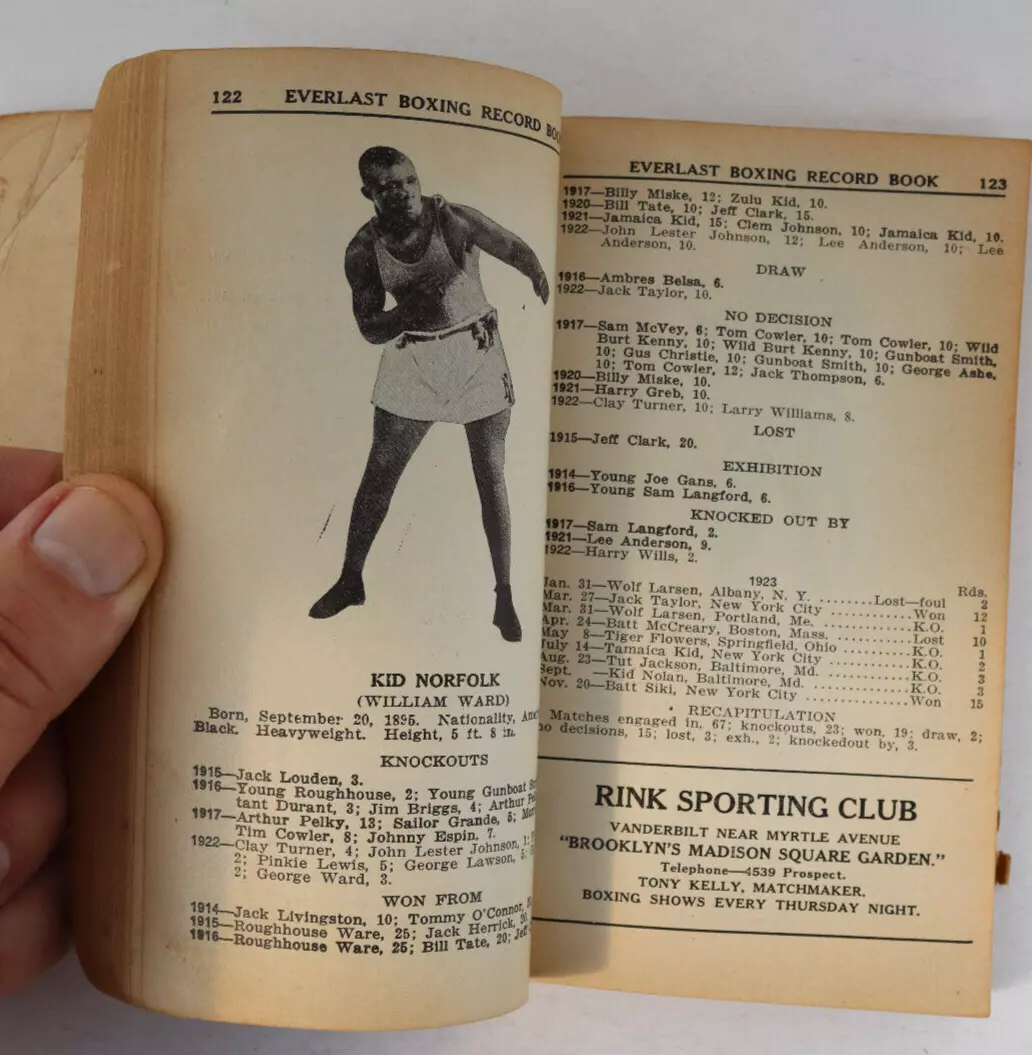 122 EVERLAST BOXING RECORD
KID NORFOLK
(WILLIAM WARD)
Born, September 20, 1895. Nationality,
Black. Heavyweight. Height, 5 ft. 8 in.
KNOCKOUTS
1915—Jack Louden, 3.
1916—Young Roughhouse, 2; Young Gunboat
tant Durant, 3; Jim Briggs, 4; Arthur
1917—Arthur Pelky, 13; Sailor Grande, 5;
Tim Cowler, 8; Johnny Espin, 7.
1922—Clay Turner, 4; John Lester Johnson, 1;
2; Pinkie Lewis, 5; George Lawson, 5;
2; George Ward, 3.
WON FROM
1914—Jack Livingston, 10; Tommy O'Connor,
1915—Roughhouse Ware, 25; Jack Herrick, 20,
1916—Roughhouse Ware, 25; Bill Tate, 20;
EVERLAST BOXING RECORD BOOK 123
1917—Billy Miske, 12; Zulu Kid, 10.
1920—Bill Tate, 10; Jeff Clark, 15.
1921—Jamaica Kid, 15; Clem Johnson, 10; Jamaica Kid, 10.
1922—John Lester Johnson, 12; Lee Anderson, 10; Lee
Anderson, 10.
DRAW
1916—Ambres Belsa, 6.
1922—Jack Taylor, 10.
NO DECISION
1917—Sam McVey, 6; Tom Cowler, 10; Tom Cowler, 10; Wild
Burt Kenny, 10; Wild Burt Kenny, 10; Gunboat Smith,
10; Gus Christie, 10; Gunboat Smith, 10; George Ashe,
10; Tom Cowler, 12; Jack Thompson, 6.
1920—Billy Miske, 10.
1921—Harry Greb, 10.
1922—Clay Turner, 10; Larry Williams, 8.
LOST
1915—Jeff Clark, 20.
EXHIBITION
1914—Young Joe Gans, 6.
1916—Young Sam Langford, 6.
KNOCKED OUT BY
1917—Sam Langford, 2.
1921—Lee Anderson, 9.
1922—Harry Wills, 2.
1923 Rds.
Jan. 31—Wolf Larsen, Albany, N. Y. ........Lost—foul 2
Mar. 27—Jack Taylor, New York City ...........Won 12
Mar. 31—Wolf Larsen, Portland, Me. ............K.O. 1
Apr. 24—Batt McCreary, Boston, Mass. ..........Lost 10
May 8—Tiger Flowers, Springfield, Ohio ..........K.O. 1
July 14—Tamaica Kid, New York City ...........K.O. 2
Aug. 23—Tut Jackson, Baltimore, Md. ............K.O. 3
Sept. —Kid Nolan, Baltimore, Md. .............K.O. 3
Nov. 20—Batt Siki, New York City ..............Won 15
RECAPITULATION
Matches engaged in, 67; knockouts, 23; won, 19; draw, 2;
no decisions, 15; lost, 3; exh., 2; knockedout by, 3.
RINK SPORTING CLUB
VANDERBILT NEAR MYRTLE AVENUE
"BROOKLYN'S MADISON SQUARE GARDEN."
Telephone—4539 Prospect.
TONY KELLY, MATCHMAKER.
BOXING SHOWS EVERY THURSDAY NIGHT.